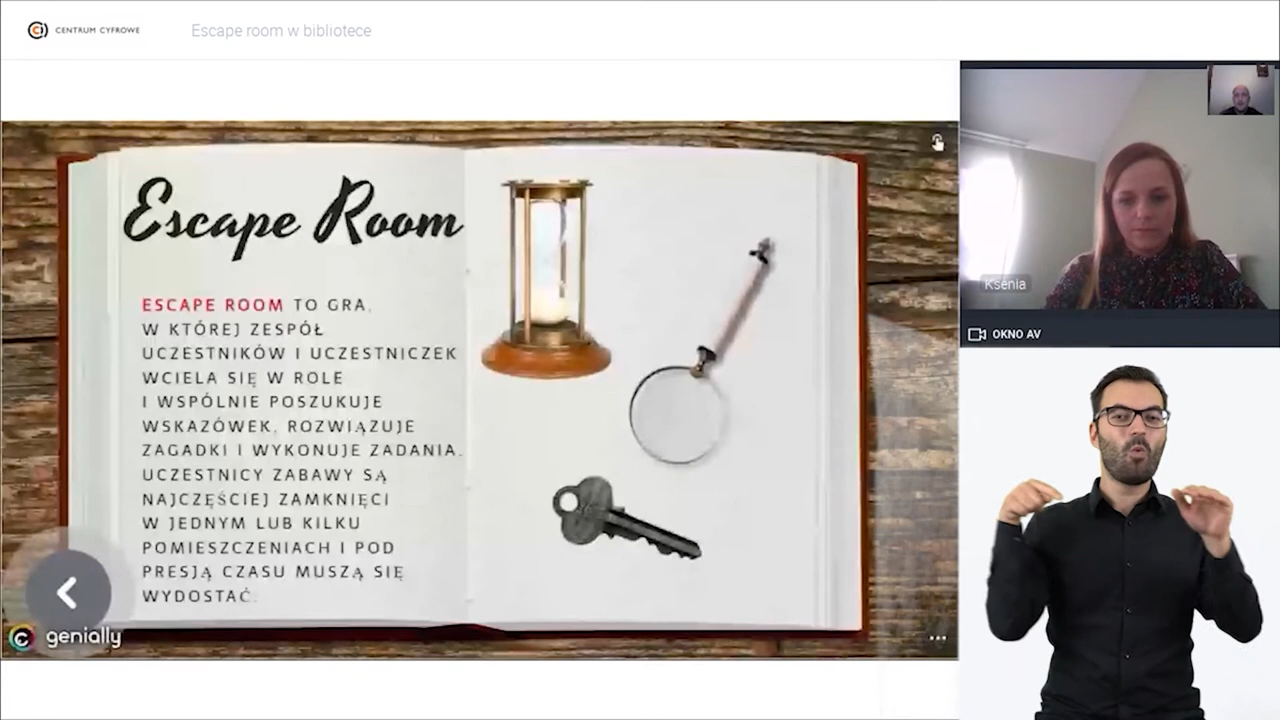 CENTRUM CYFROWE
Escape room w bibliotece
Escape Room
ESCAPE ROOM TO GRA,
W KTÓREJ ZESPÓŁ
UCZESTNIKÓW I UCZESTNICZEK
WCIELA SIĘ W ROLE
I WSPÓLNIE POSZUKUJE
WSKAZÓWEK, ROZWIĄZUJE
ZAGADKI I WYKONUJE ZADANIA.
UCZESTNICY ZABAWY SĄ
NAJCZĘŚCIEJ ZAMKNIĘCI
W JEDNYM LUB KILKU
POMIESZCZENIACH I POD
PRESJĄ CZASU MUSZĄ SIĘ
WYDOSTAĆ.
genially
Ksenia
OKNO AV